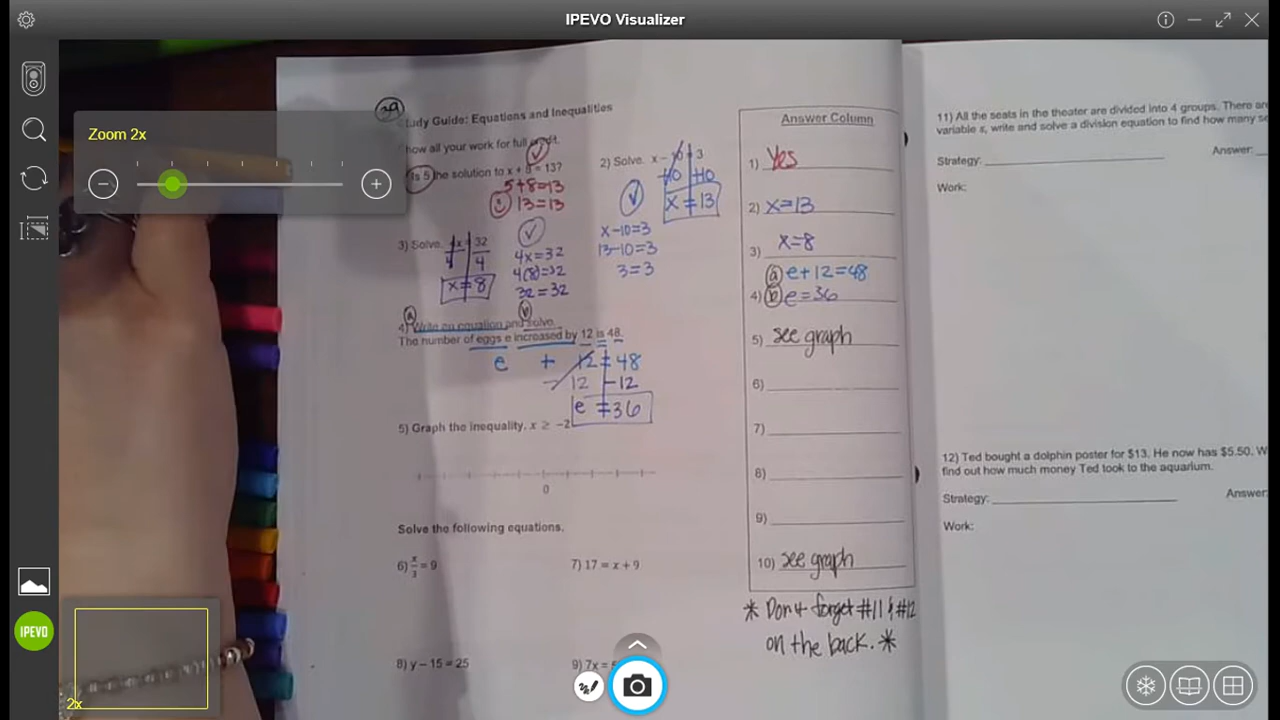 IPEVO Visualizer
Zoom 2x
39
tudy Guide: Equations and Inequalities
how all your work for full
Is 5 the solution to x + 8 = 13?
5+8=13
13=13
2) Solve. x - 10 = 3
+10 +10
x = 13
x-10=3
13-10=3
3=3
3) Solve. 4x = 32
4 4
x=8
4x=32
4(8)=32
32=32
a b
4) Write an equation and solve.
The number of eggs e increased by 12 is 48.
e + 12 = 48
-12 -12
e = 36
5) Graph the inequality. x ≥ -2
0
Solve the following equations.
6) x/3 = 9
7) 17 = x + 9
8) y – 15 = 25
9) 7x =
Answer Column
1) Yes
2) x=13
3) x=8
a e+12=48
4) b e=36
5) see graph
6)
7)
8)
9)
10) see graph
* Don't forget #11 & #12
on the back. *
11) All the seats in the theater are divided into 4 groups. There
variable s, write and solve a division equation to find how many
Strategy: Answer:
Work:
12) Ted bought a dolphin poster for $13. He now has $5.50. W
find out how much money Ted took to the aquarium.
Strategy: Answer:
Work:
IPEVO
2x